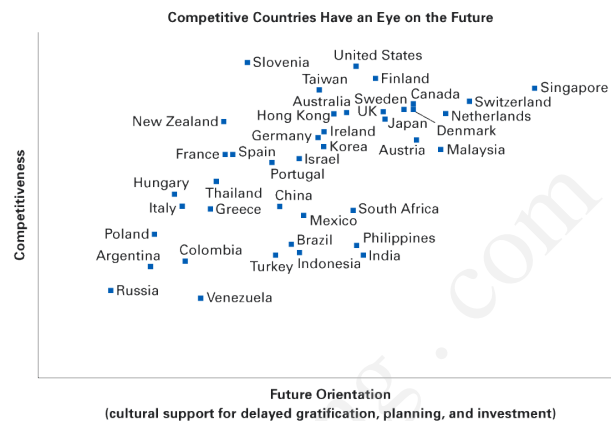 Competitive Countries Have an Eye on the Future
Slovenia
United States
Taiwan
Finland
Singapore
Australia
Sweden
Canada
Switzerland
Hong Kong
UK
Netherlands
New Zealand
Ireland
Japan
Denmark
Germany
Korea
Austria
Malaysia
France
Spain
Israel
Portugal
Hungary
Thailand
Italy
Greece
China
South Africa
Mexico
Poland
Brazil
Philippines
Argentina
Colombia
Turkey
Indonesia
India
Russia
Venezuela
Competitiveness
Future Orientation
(cultural support for delayed gratification, planning, and investment)
ng.com